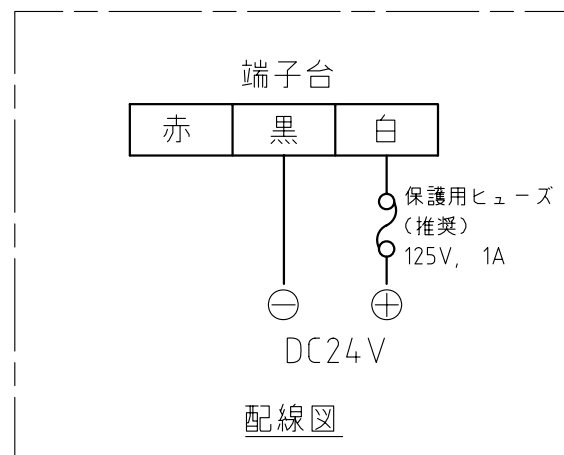 端子台
赤 黒 白
保護用ヒューズ
(推奨)
125V, 1A
⊖ ⊕
DC24V
配線図